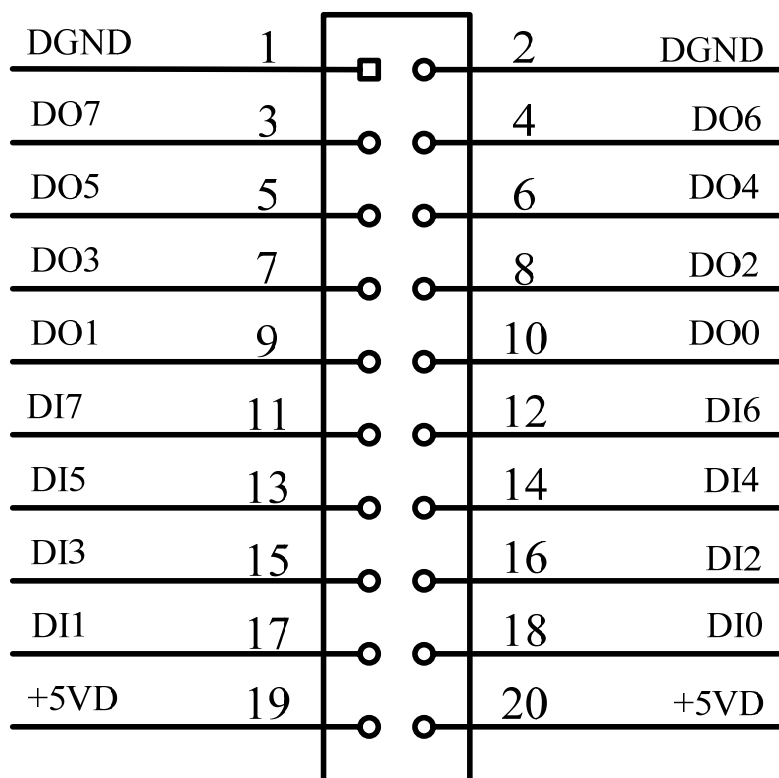 DGND 1 2 DGND
DO7 3 4 DO6
DO5 5 6 DO4
DO3 7 8 DO2
DO1 9 10 DO0
DI7 11 12 DI6
DI5 13 14 DI4
DI3 15 16 DI2
DI1 17 18 DI0
+5VD 19 20 +5VD